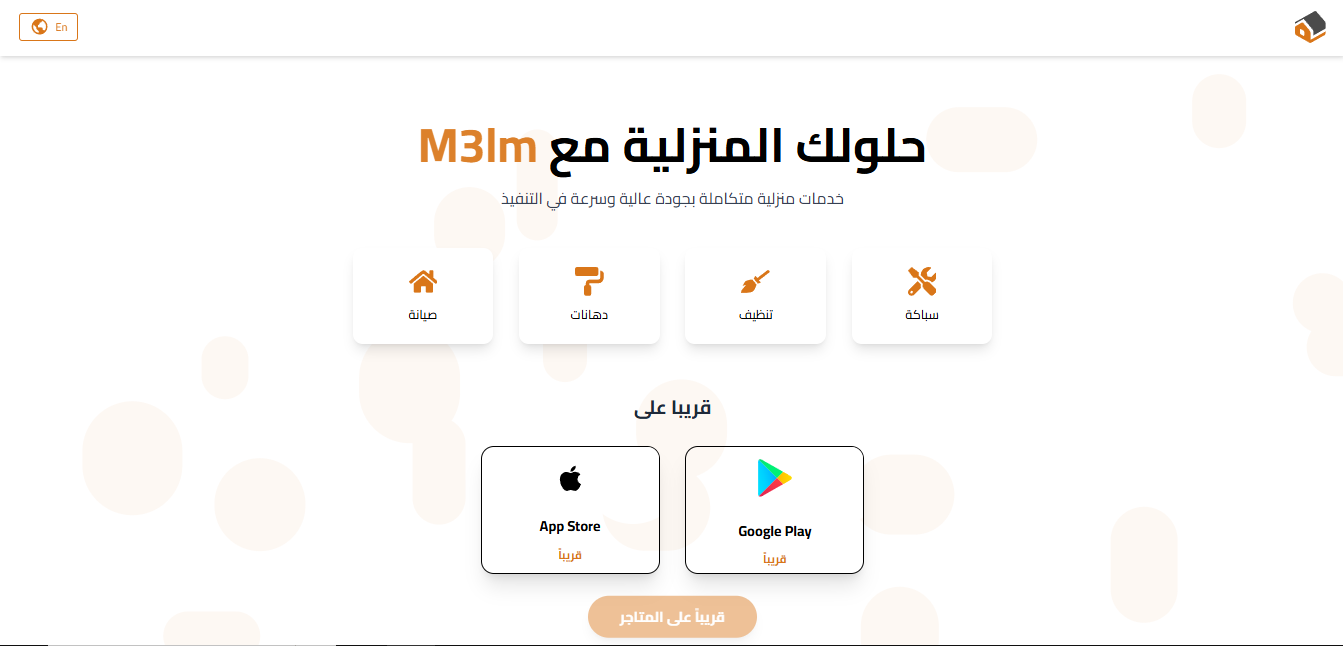 En
حلولك المنزلية مع M3lm
خدمات منزلية متكاملة بجودة عالية وسرعة في التنفيذ
سباكة
تنظيف
دهانات
صيانة
قريبا على
Google Play
قريباً
App Store
قريباً
قريباً على المتاجر